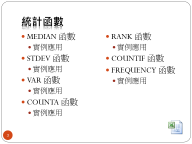 統計函數
MEDIAN 函數
實例應用
STDEV 函數
實例應用
VAR 函數
實例應用
COUNTA 函數
實例應用
RANK 函數
實例應用
COUNTIF 函數
FREQUENCY 函數
實例應用